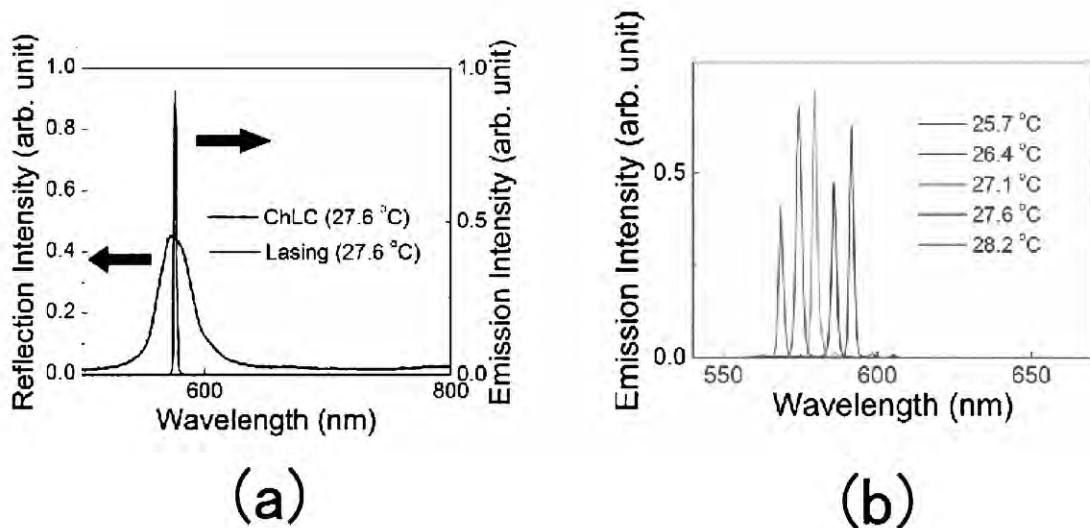 Reflection Intensity (arb. unit)
1.0
0.8
0.6
0.4
0.2
0.0
600
800
Wavelength (nm)
1.0
0.5
0.0
Emission Intensity (arb. unit)
ChLC (27.6 °C)
Lasing (27.6 °C)
(a)
Emission Intensity (arb. unit)
0.5
0.0
550
600
650
Wavelength (nm)
25.7 °C
26.4 °C
27.1 °C
27.6 °C
28.2 °C
(b)